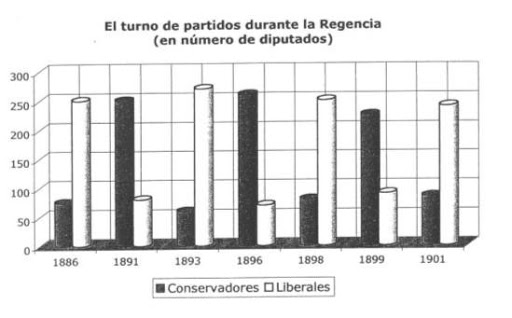 El turno de partidos durante la Regencia
(en número de diputados)
300
250
200
150
100
50
0
1886 1891 1893 1896 1898 1899 1901
Conservadores Liberales